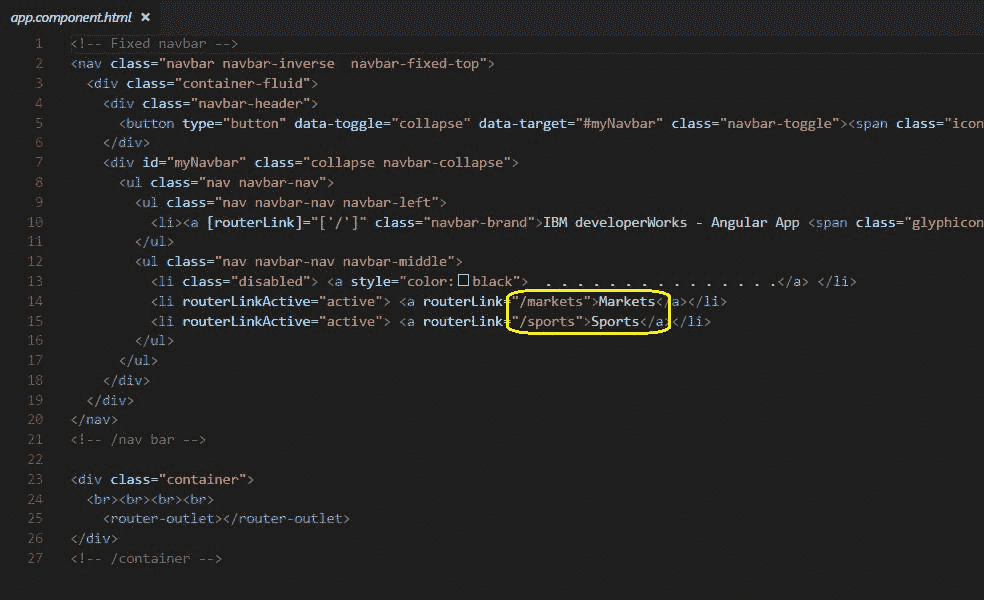 app.component.html ×
1 <!-- Fixed navbar -->
2 <nav class="navbar navbar-inverse  navbar-fixed-top">
3   <div class="container-fluid">
4     <div class="navbar-header">
5       <button type="button" data-toggle="collapse" data-target="#myNavbar" class="navbar-toggle"><span class="icon
6     </div>
7     <div id="myNavbar" class="collapse navbar-collapse">
8       <ul class="nav navbar-nav">
9         <ul class="nav navbar-nav navbar-left">
10           <li><a [routerLink]="['/']" class="navbar-brand">IBM developerWorks - Angular App <span class="glyphicon
11         </ul>
12         <ul class="nav navbar-nav navbar-middle">
13           <li class="disabled"> <a style="color:black">  . . . . . . . . . . . . . . .</a> </li>
14           <li routerLinkActive="active"> <a routerLink="/markets">Markets</a></li>
15           <li routerLinkActive="active"> <a routerLink="/sports">Sports</a></li>
16         </ul>
17       </ul>
18     </div>
19   </div>
20 </nav>
21 <!-- /nav bar -->
22
23 <div class="container">
24   <br><br><br><br>
25     <router-outlet></router-outlet>
26 </div>
27 <!-- /container -->